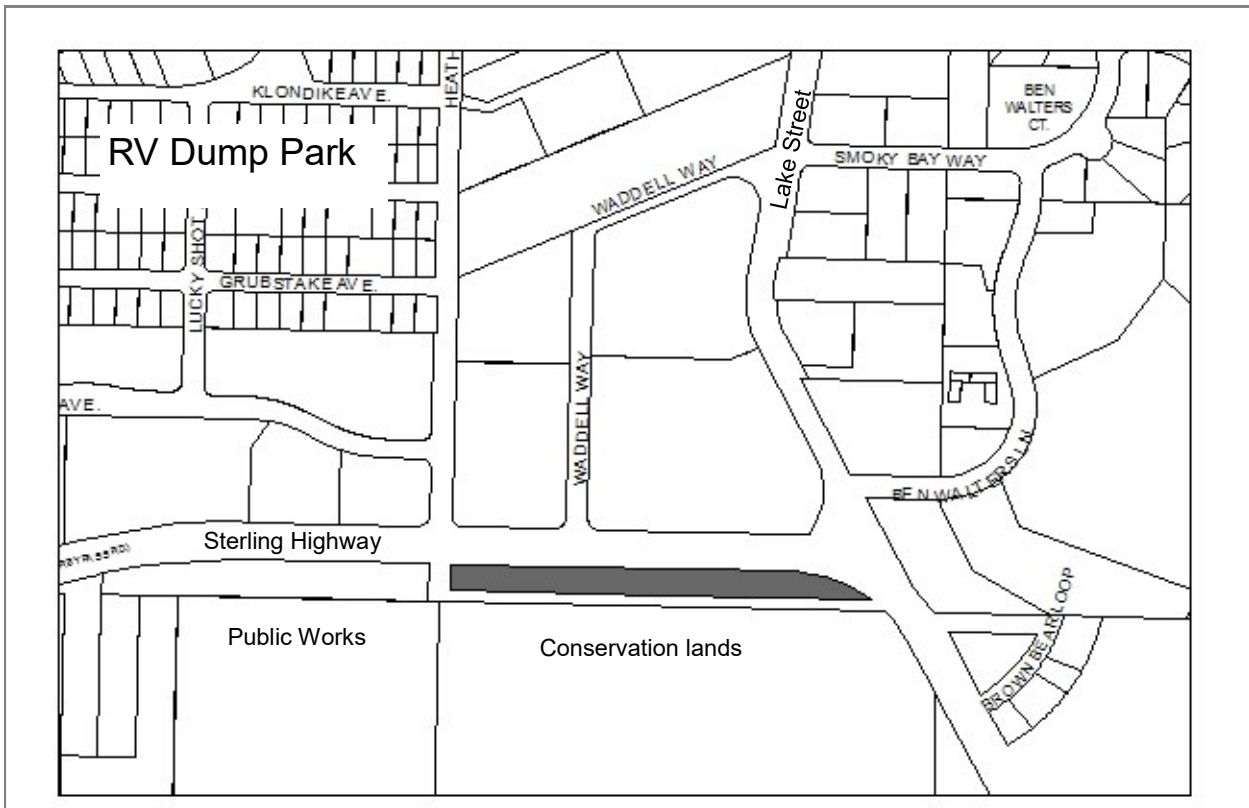 KLONDIKE AVE.
HEATH
RV Dump Park
LUCKY SHOT
GRUBSTAKE AVE.
AVE.
WADDELL WAY
WADDELL WAY
Lake Street
SMOKY BAY WAY
BEN
WALTERS
CT.
BEN WALTERS LN
Sterling Highway
Public Works
Conservation lands
BROWN BEAR LOOP